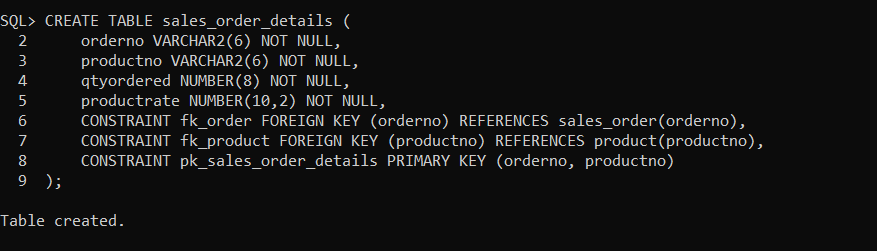 SQL> CREATE TABLE sales_order_details (
  2      orderno VARCHAR2(6) NOT NULL,
  3      productno VARCHAR2(6) NOT NULL,
  4      qtyordered NUMBER(8) NOT NULL,
  5      productrate NUMBER(10,2) NOT NULL,
  6      CONSTRAINT fk_order FOREIGN KEY (orderno) REFERENCES sales_order(orderno),
  7      CONSTRAINT fk_product FOREIGN KEY (productno) REFERENCES product(productno),
  8      CONSTRAINT pk_sales_order_details PRIMARY KEY (orderno, productno)
  9  );
Table created.